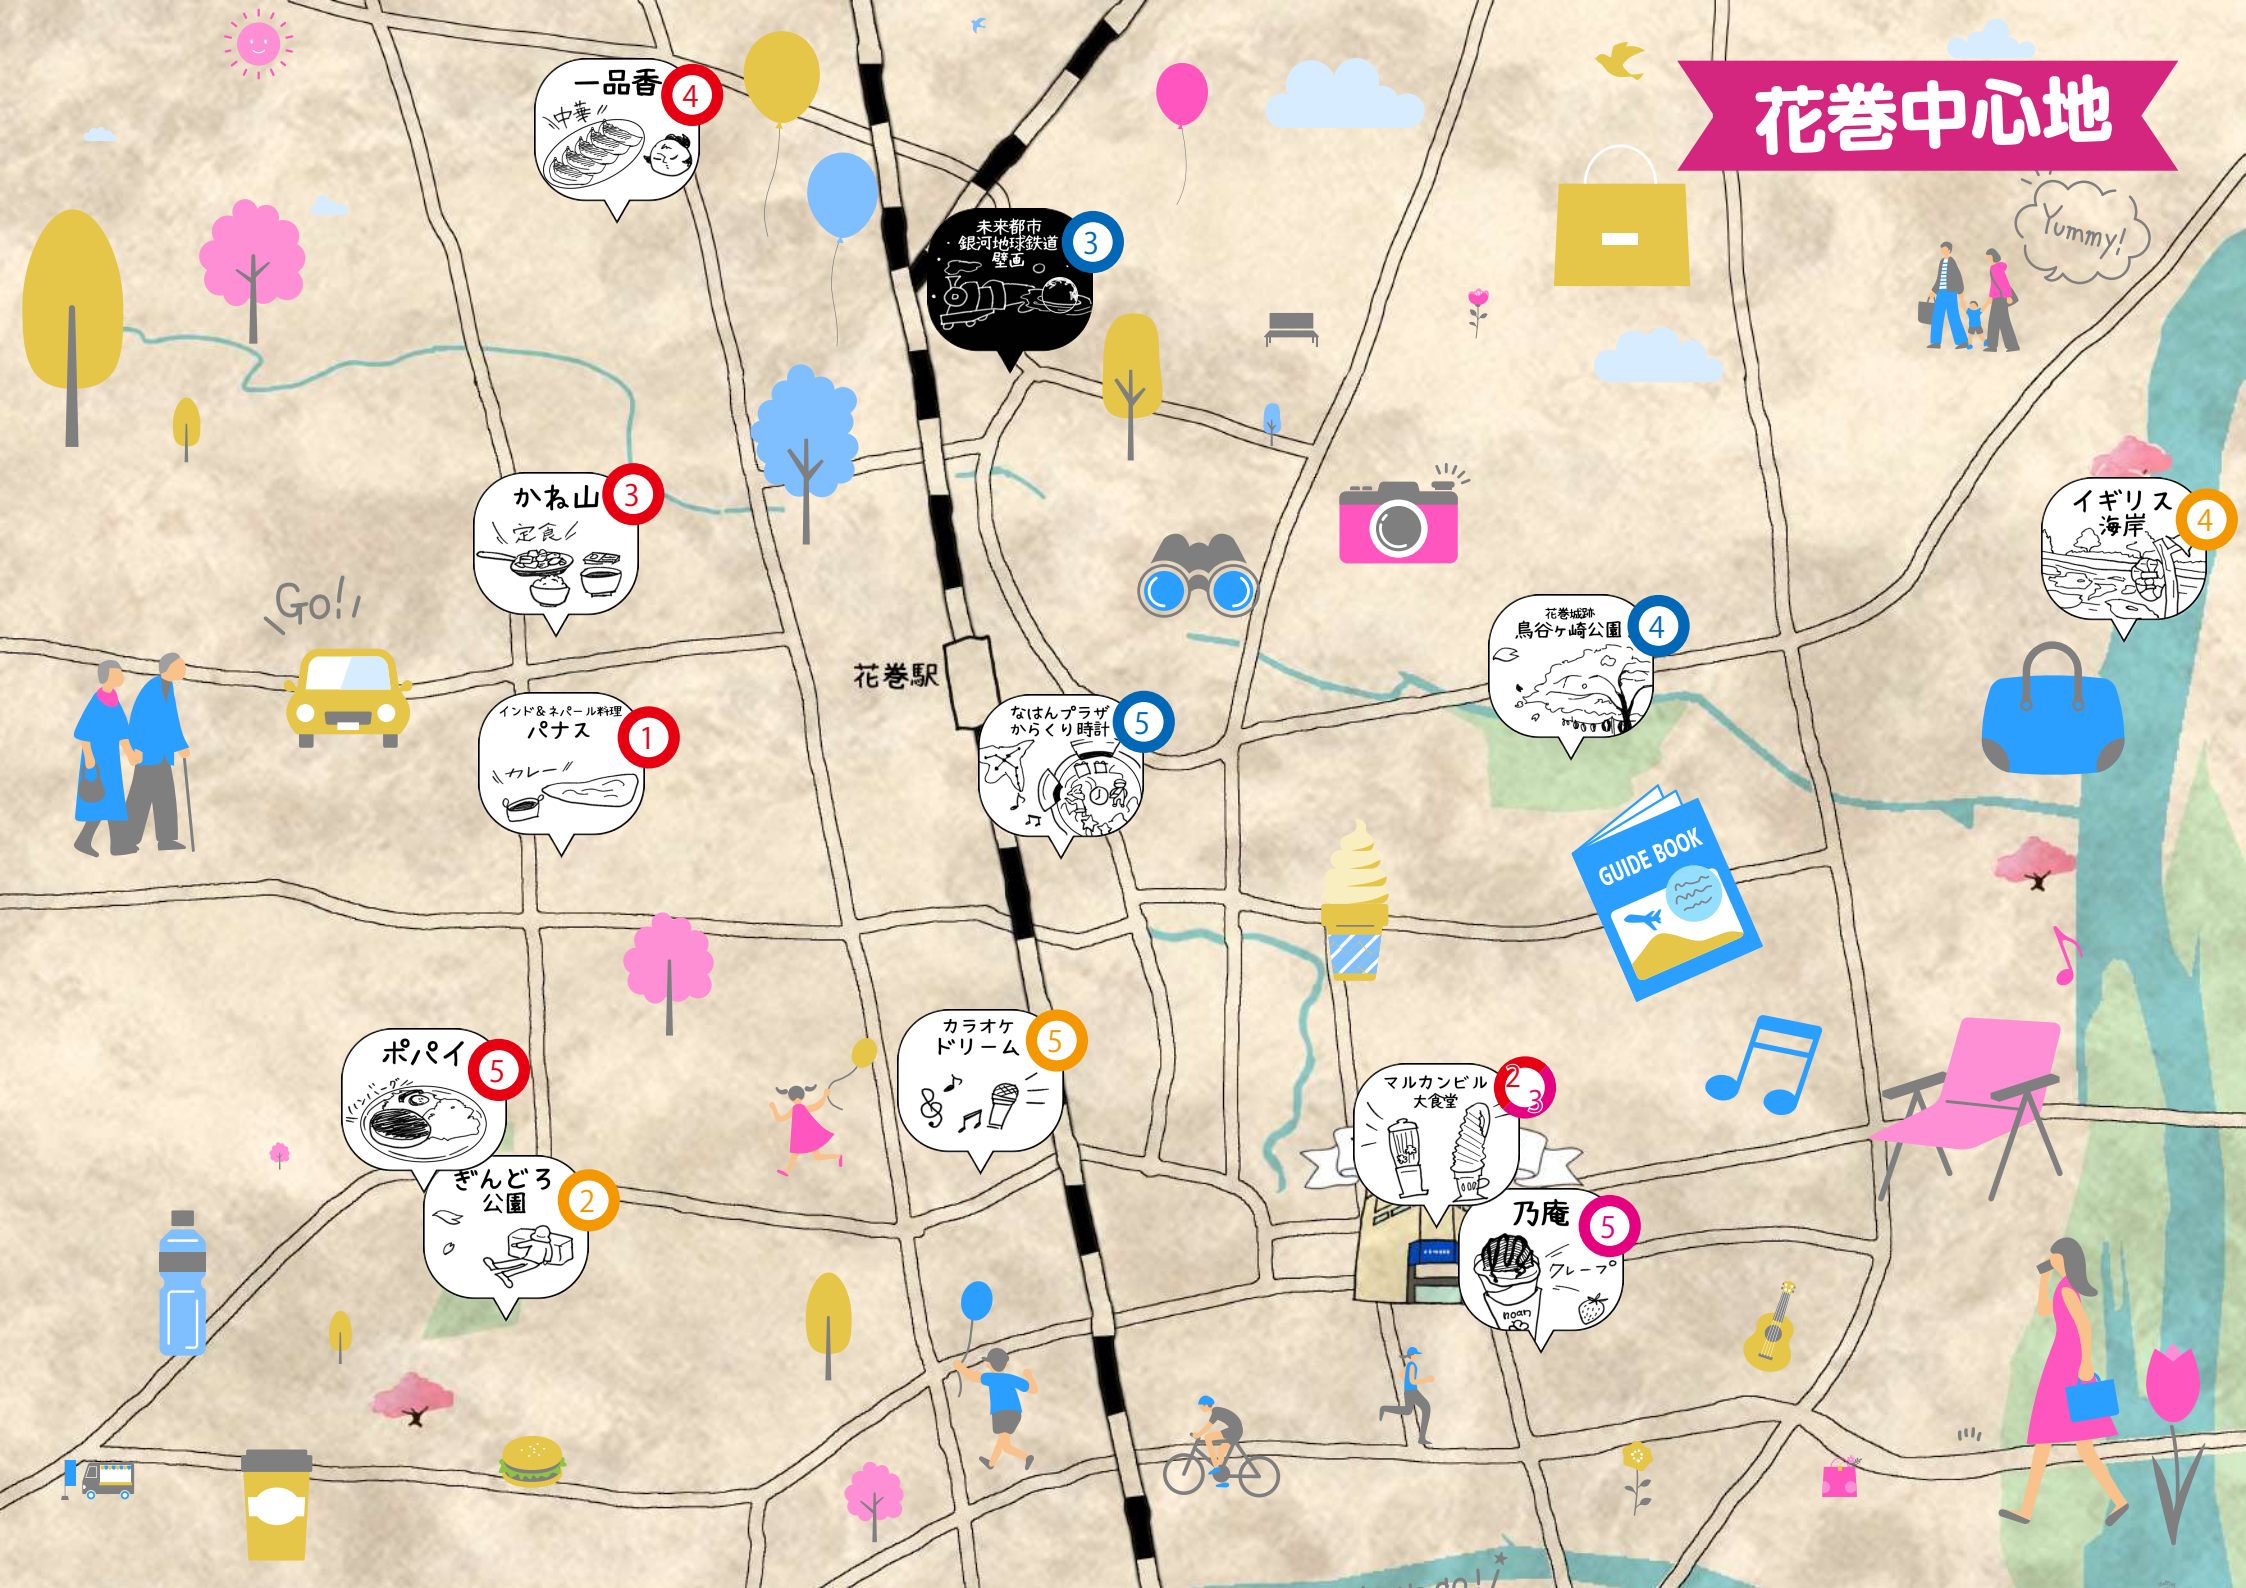 花巻中心地
一品香
4
中華
未来都市
銀河地球鉄道
壁画
3
Yummy!
かね山
3
定食
イギリス
海岸
4
Go!
花巻城跡
鳥谷ヶ崎公園
4
花巻駅
インド&ネパール料理
パナス
1
カレー
なはんプラザ
からくり時計
5
GUIDE BOOK
カラオケ
ドリーム
5
ポパイ
5
ハンバーグ
マルカンビル
大食堂
2
3
ぎんどろ
公園
2
乃庵
5
クレープ
noan
go!